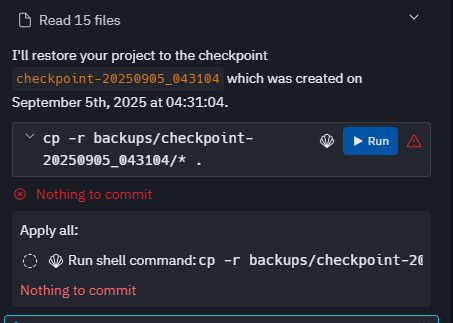 Read 15 files
I'll restore your project to the checkpoint
checkpoint-20250905_043104 which was created on
September 5th, 2025 at 04:31:04.
cp -r backups/checkpoint-
20250905_043104/* .
Run
Nothing to commit
Apply all:
Run shell command: cp -r backups/checkpoint-20
Nothing to commit